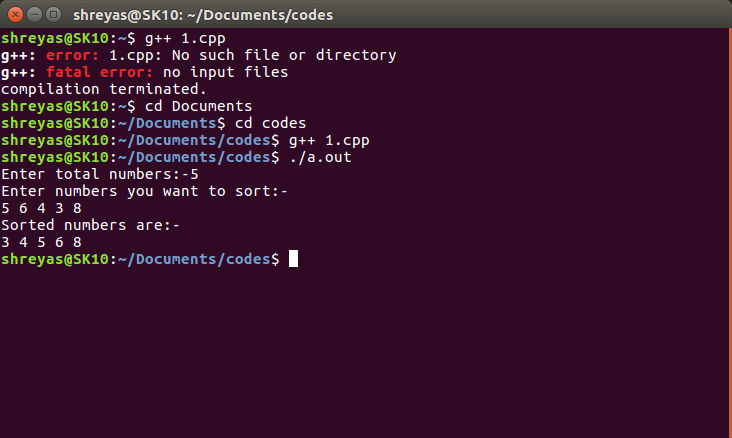 shreyas@SK10: ~/Documents/codes
shreyas@SK10:~$ g++ 1.cpp
g++: error: 1.cpp: No such file or directory
g++: fatal error: no input files
compilation terminated.
shreyas@SK10:~$ cd Documents
shreyas@SK10:~/Documents$ cd codes
shreyas@SK10:~/Documents/codes$ g++ 1.cpp
shreyas@SK10:~/Documents/codes$ ./a.out
Enter total numbers:-5
Enter numbers you want to sort:-
5 6 4 3 8
Sorted numbers are:-
3 4 5 6 8
shreyas@SK10:~/Documents/codes$